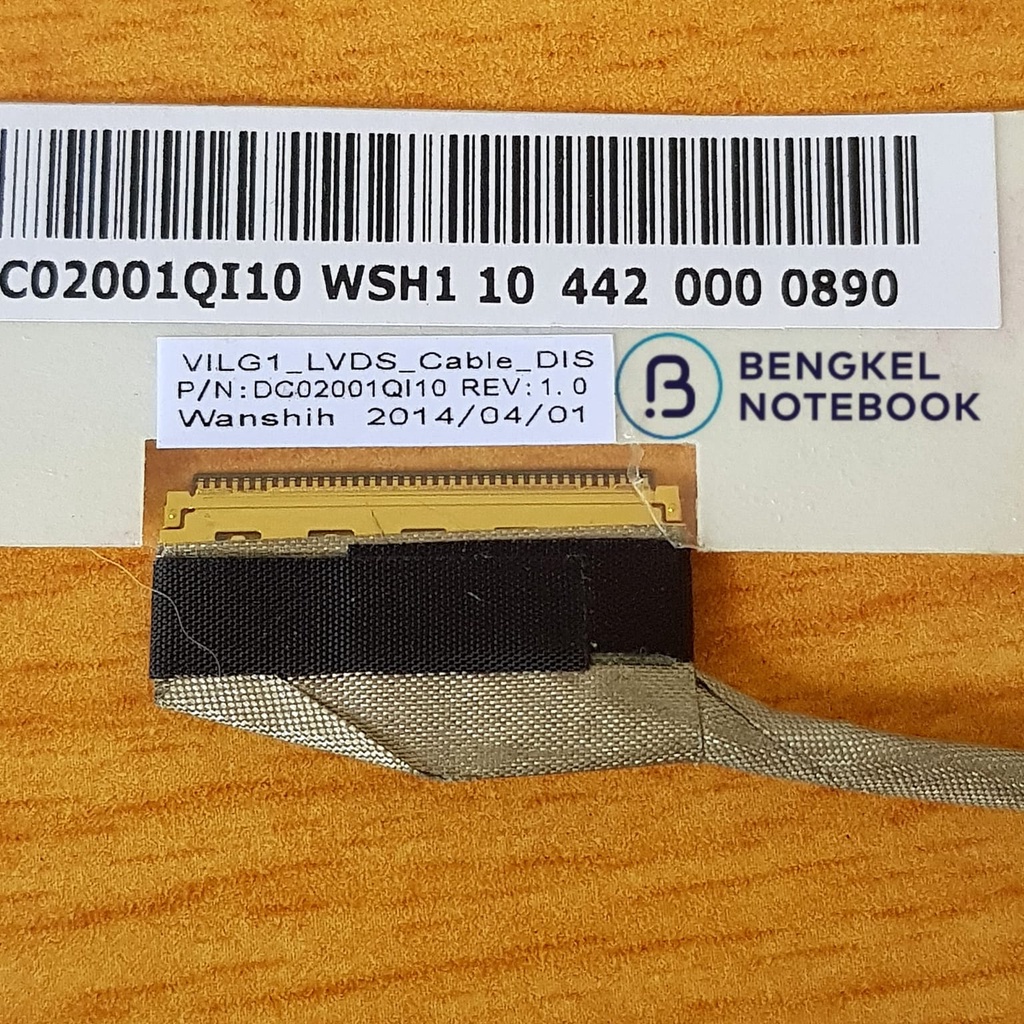 C02001QI10 WSH1 10 442 000 0890
VILG1_LVDS_Cable_DIS
P/N:DC02001QI10 REV:1.0
Wanshih 2014/04/01
BENGKEL
NOTEBOOK